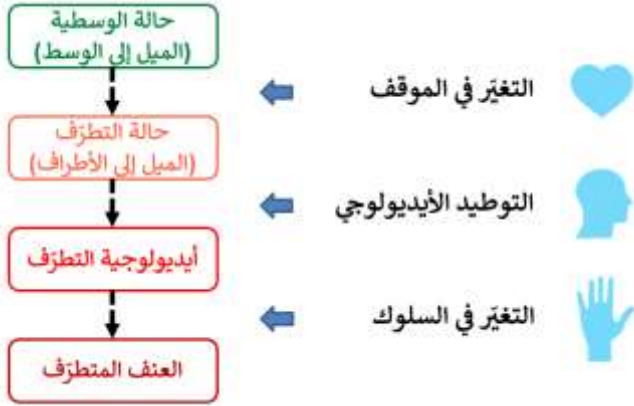 حالة الوسطية
(الميل إلى الوسط)
التغيّر في الموقف
حالة التطرّف
(الميل إلى الأطراف)
التوطيد الأيديولوجي
أيديولوجية التطرّف
التغيّر في السلوك
العنف المتطرّف